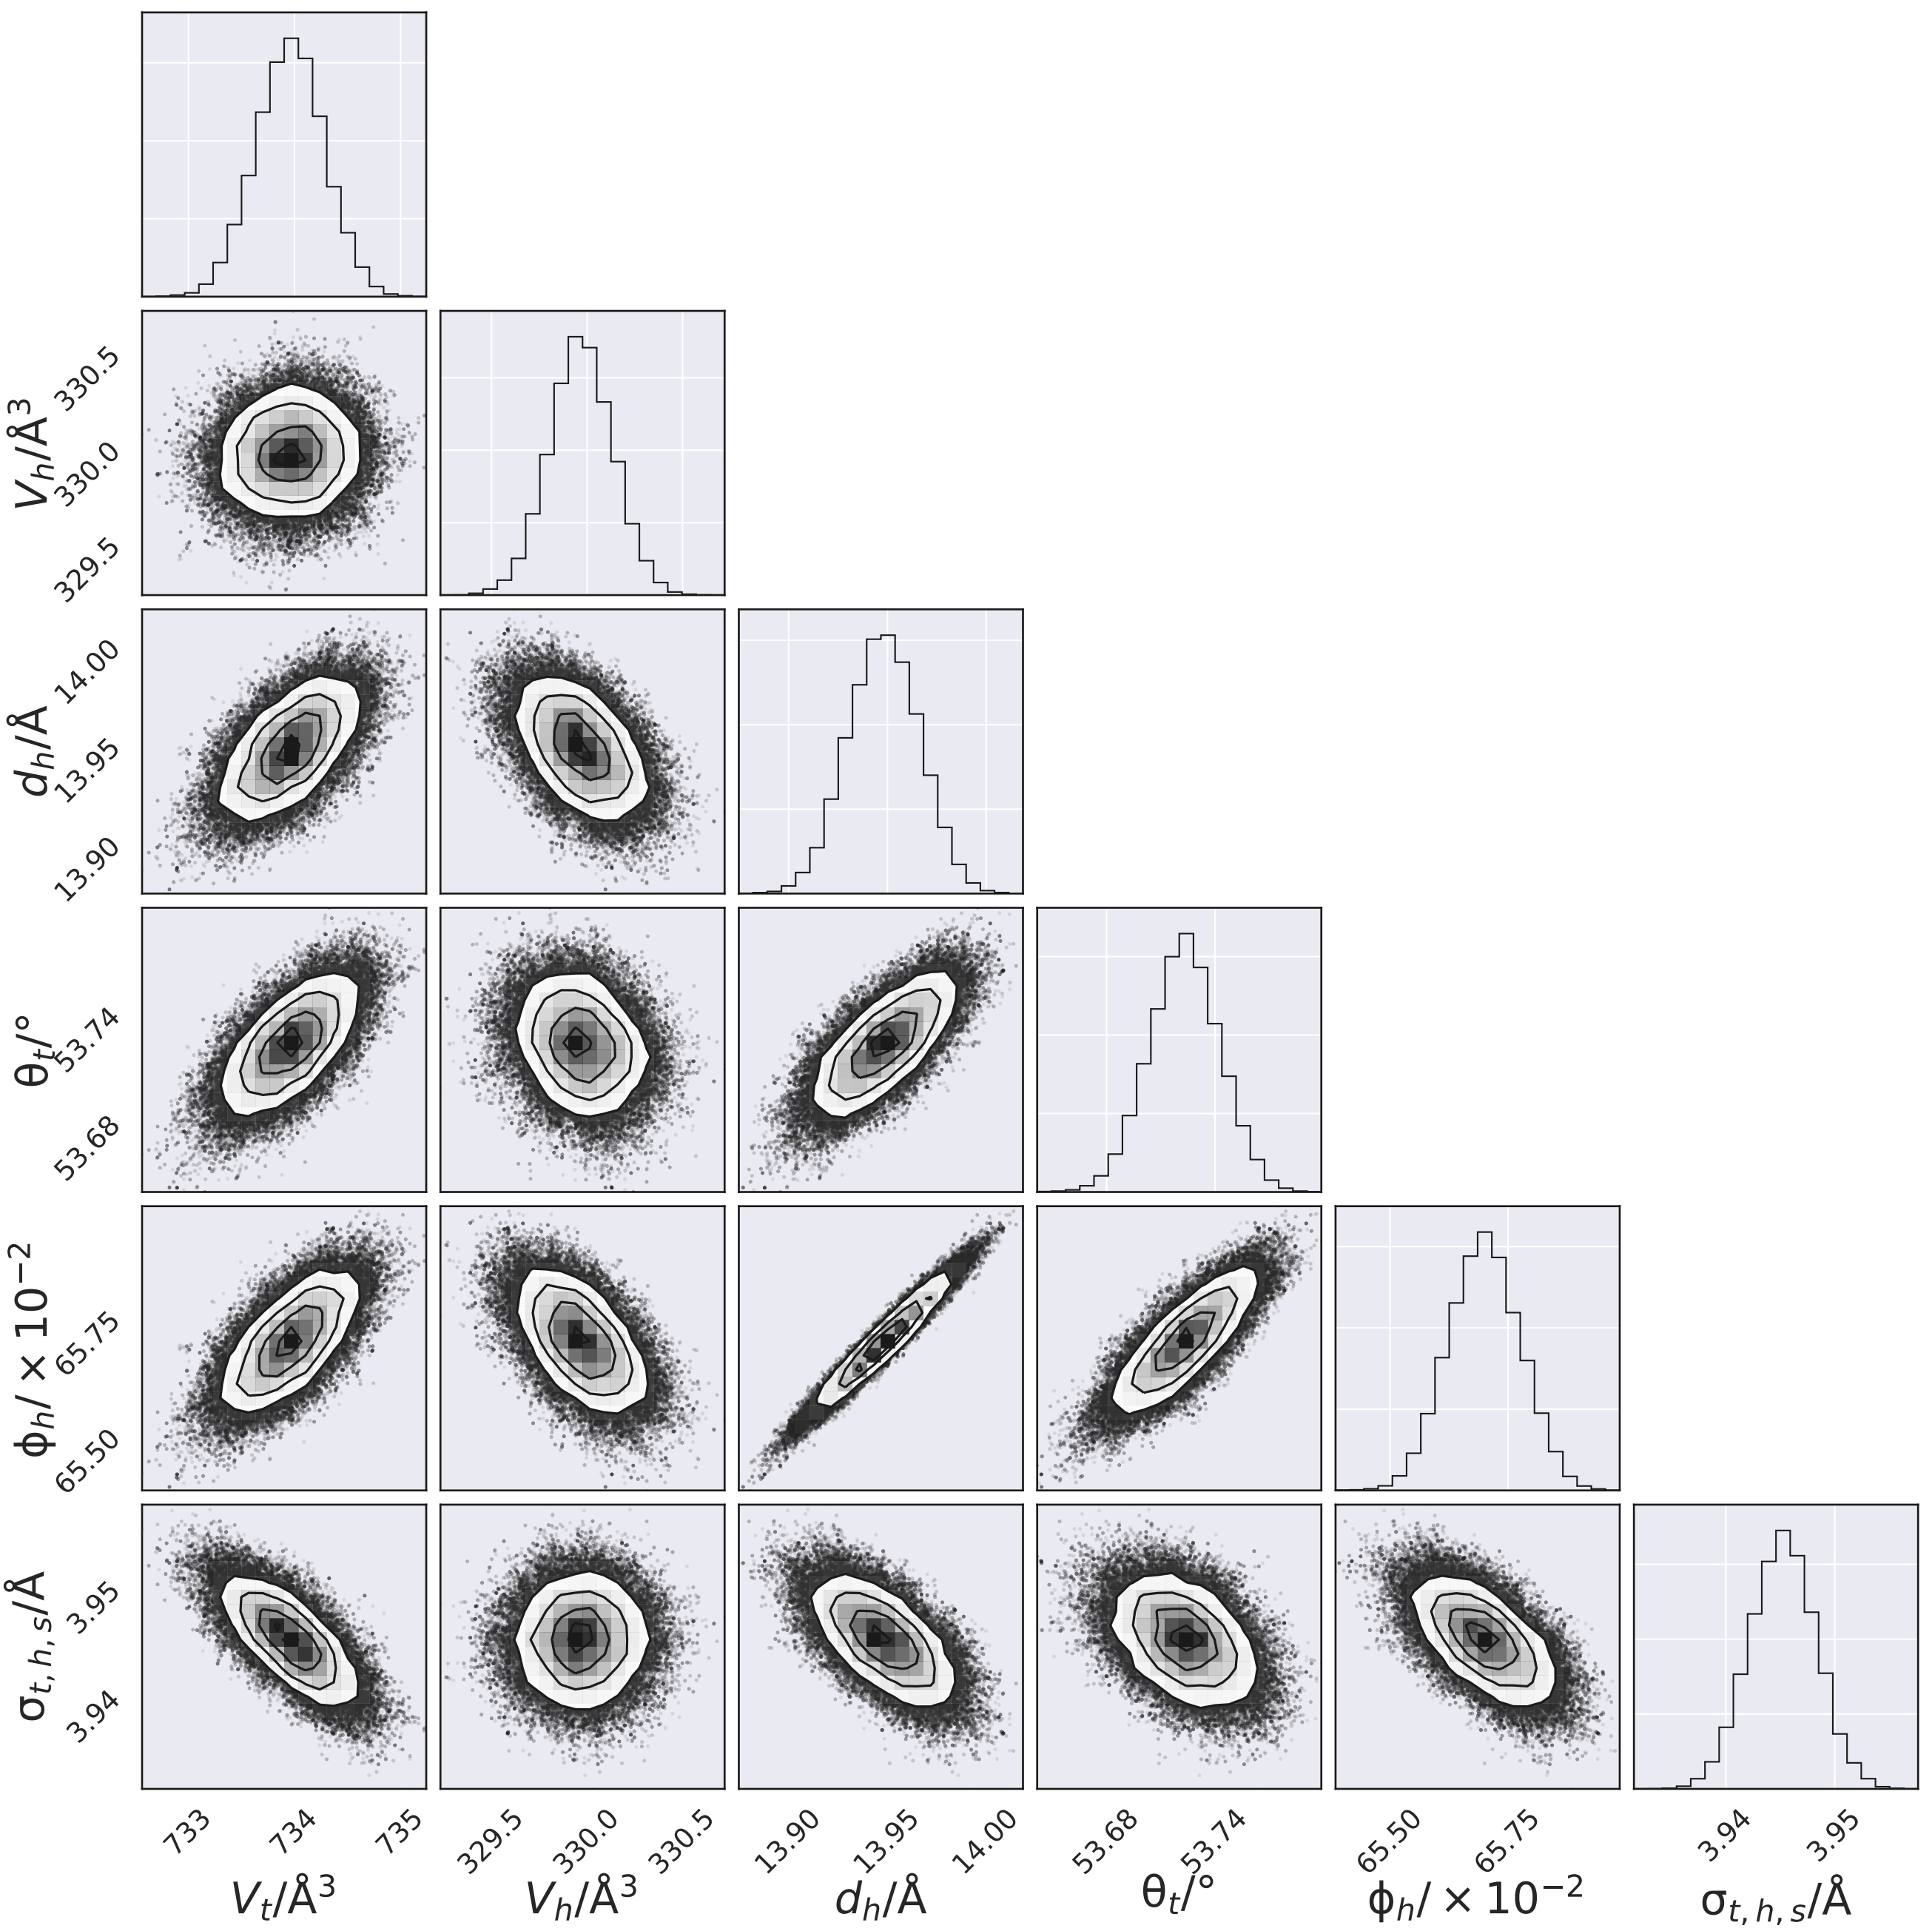 V_h/Å³
330.5
330.0
329.5
d_h/Å
14.00
13.95
13.90
θ_t/°
53.74
53.68
ϕ_h/ × 10⁻²
65.75
65.50
σ_{t, h, s}/Å
3.95
3.94
733 734 735 329.5 330.0 330.5 13.90 13.95 14.00 53.68 53.74 65.50 65.75 3.94 3.95
V_t/Å³ V_h/Å³ d_h/Å θ_t/° ϕ_h/ × 10⁻² σ_{t, h, s}/Å